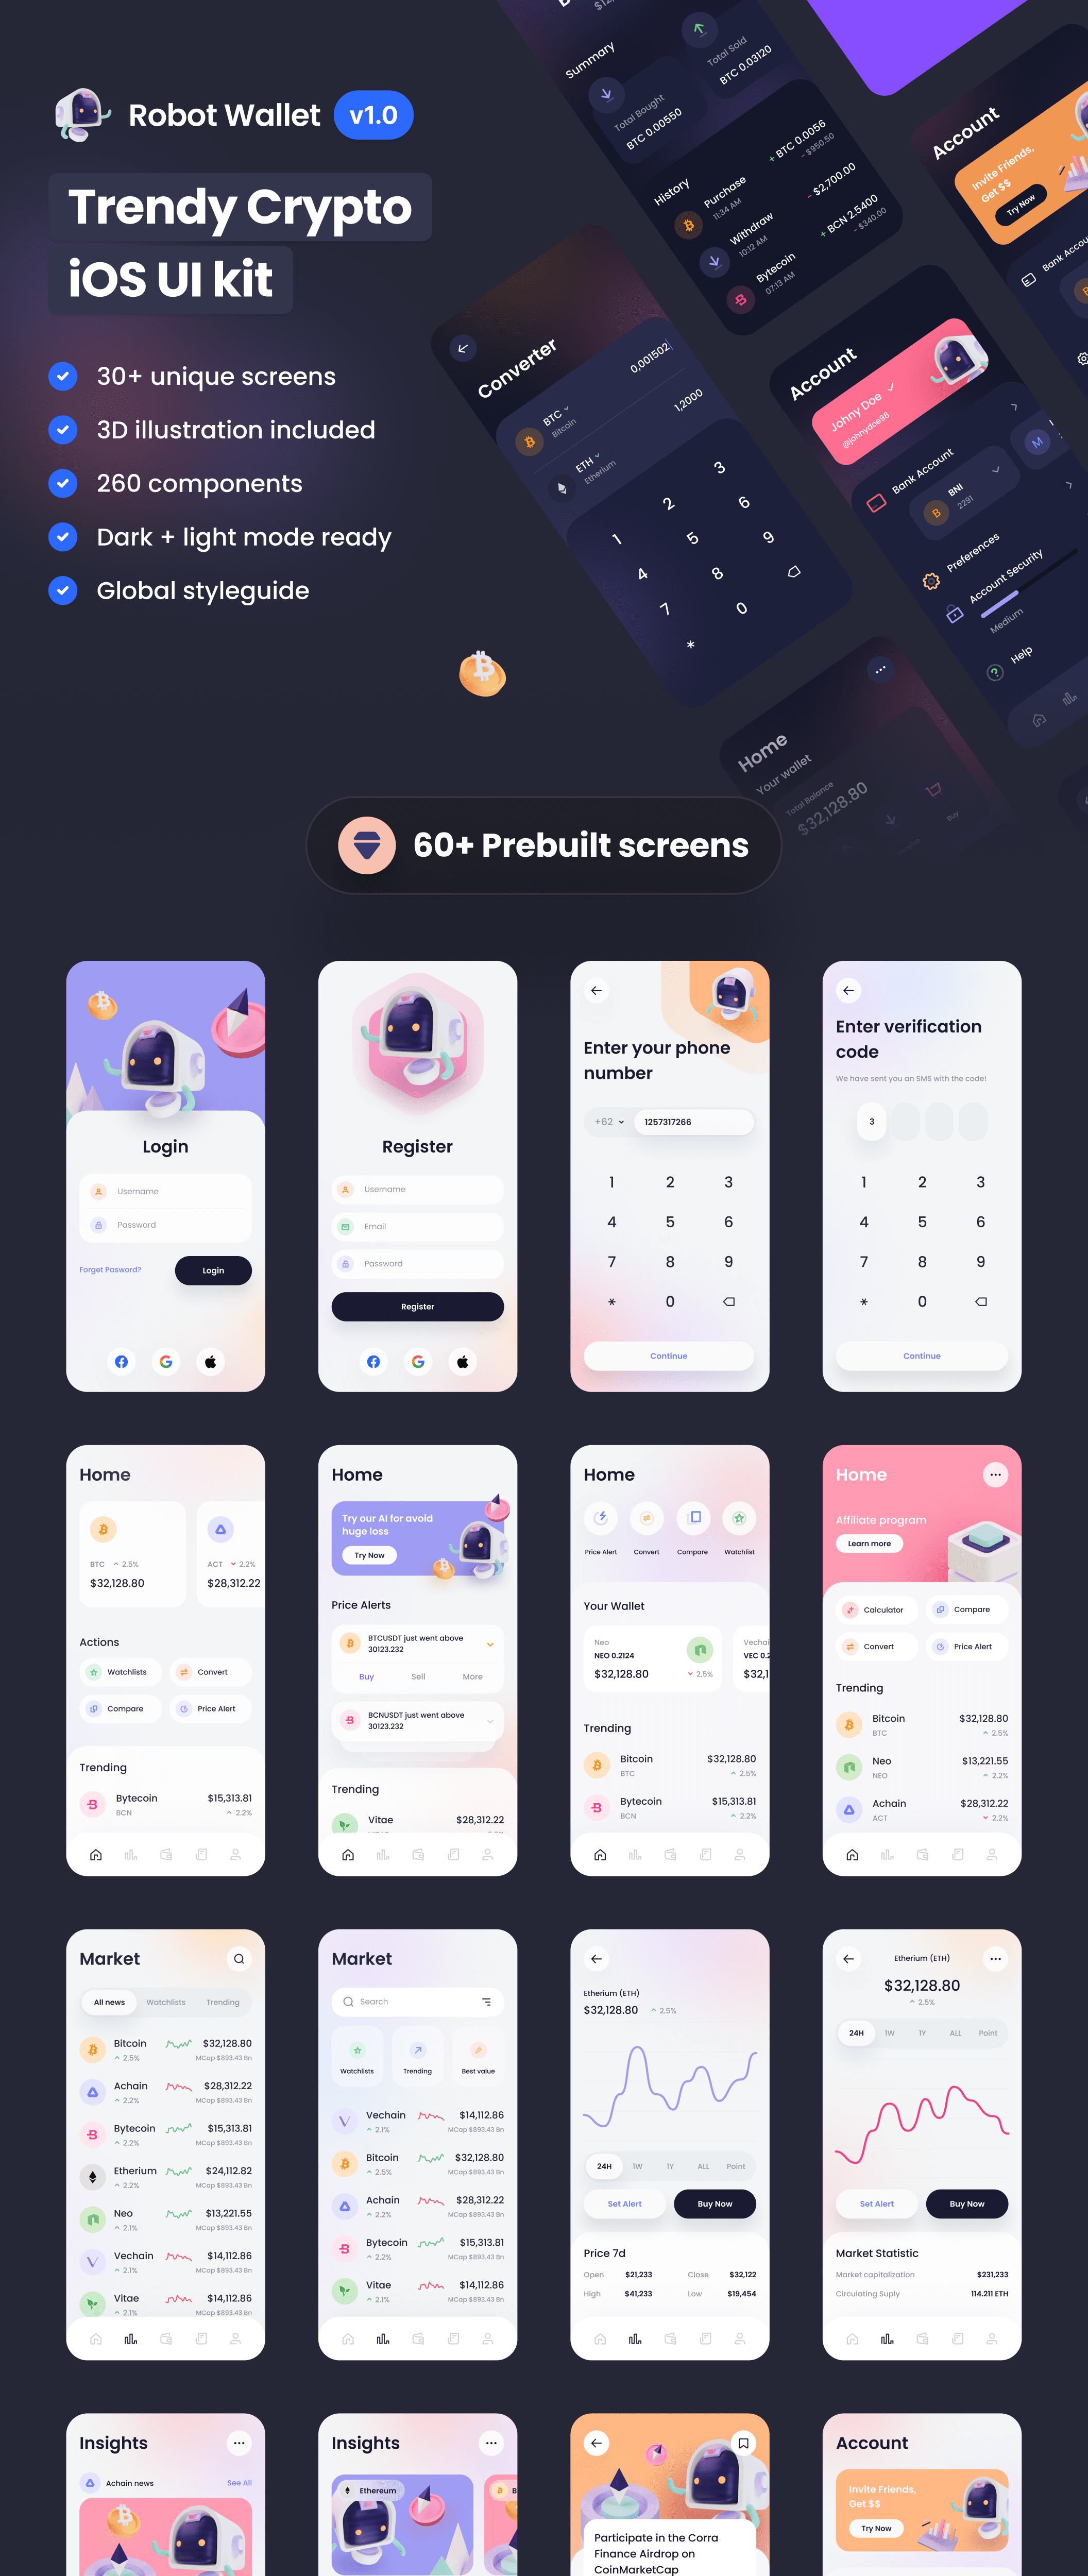 Robot Wallet v1.0
Trendy Crypto
iOS UI kit
30+ unique screens
3D illustration included
260 components
Dark + light mode ready
Global styleguide
Summary
Total Bought
BTC 0.00550
Total Sold
BTC 0.03120
History
Purchase
11:34 AM
+ BTC 0.0056
- $950.50
Withdraw
10:12 AM
- $2,700.00
Bytecoin
07:13 AM
+ BCN 2.5400
- $340.00
Converter
BTC
Bitcoin
0,001502
ETH
Etherium
1,2000
1 2 3
4 5 6
7 8 9
* 0
Account
Johny Doe
@johnydoe98
Bank Account
B BNI
2291
M
Preferences
Account Security
Medium
Help
Account
Invite Friends,
Get $$
Try Now
Home
Your wallet
Total Balance
$32,128.80
Buy
60+ Prebuilt screens
Login
Username
Password
Forget Pasword?
Login
Register
Username
Email
Password
Register
Enter your phone
number
+62 1257317266
1 2 3
4 5 6
7 8 9
* 0
Continue
Enter verification
code
We have sent you an SMS with the code!
3
1 2 3
4 5 6
7 8 9
* 0
Continue
Home
BTC 2.5%
$32,128.80
ACT 2.2%
$28,312.22
Actions
Watchlists Convert
Compare Price Alert
Trending
Bytecoin $15,313.81
BCN 2.2%
Home
Try our AI for avoid
huge loss
Try Now
Price Alerts
BTCUSDT just went above
30123.232
Buy Sell More
BCNUSDT just went above
30123.232
Trending
Vitae $28,312.22
Home
Price Alert Convert Compare Watchlist
Your Wallet
Neo
NEO 0.2124
$32,128.80 2.5%
Trending
Bitcoin $32,128.80
BTC 2.5%
Bytecoin $15,313.81
BCN 2.2%
Home
Affiliate program
Learn more
Calculator Compare
Convert Price Alert
Trending
Bitcoin $32,128.80
BTC 2.5%
Neo $13,221.55
NEO 2.2%
Achain $28,312.22
ACT 2.2%
Market
All news Watchlists Trending
Bitcoin $32,128.80
2.5% MCap $893.43 Bn
Achain $28,312.22
2.2% MCap $893.43 Bn
Bytecoin $15,313.81
2.2% MCap $893.43 Bn
Etherium $24,112.82
2.2% MCap $893.43 Bn
Neo $13,221.55
2.1% MCap $893.43 Bn
Vechain $14,112.86
2.1% MCap $893.43 Bn
Vitae $14,112.86
2.1% MCap $893.43 Bn
Market
Search
Watchlists Trending Best value
Vechain $14,112.86
2.1% MCap $893.43 Bn
Bitcoin $32,128.80
2.5% MCap $893.43 Bn
Achain $28,312.22
2.2% MCap $893.43 Bn
Bytecoin $15,313.81
2.2% MCap $893.43 Bn
Vitae $14,112.86
2.1% MCap $893.43 Bn
Etherium (ETH)
$32,128.80 2.5%
24H 1W 1Y ALL Point
Set Alert Buy Now
Price 7d
Open $21,233 Close $32,122
High $41,233 Low $19,454
Etherium (ETH)
$32,128.80
2.5%
24H 1W 1Y ALL Point
Set Alert Buy Now
Market Statistic
Market capitalization $231,233
Circulating Suply 114.211 ETH
Insights
Achain news See All
Insights
Ethereum
Participate in the Corra
Finance Airdrop on
CoinMarketCap
Account
Invite Friends,
Get $$
Try Now